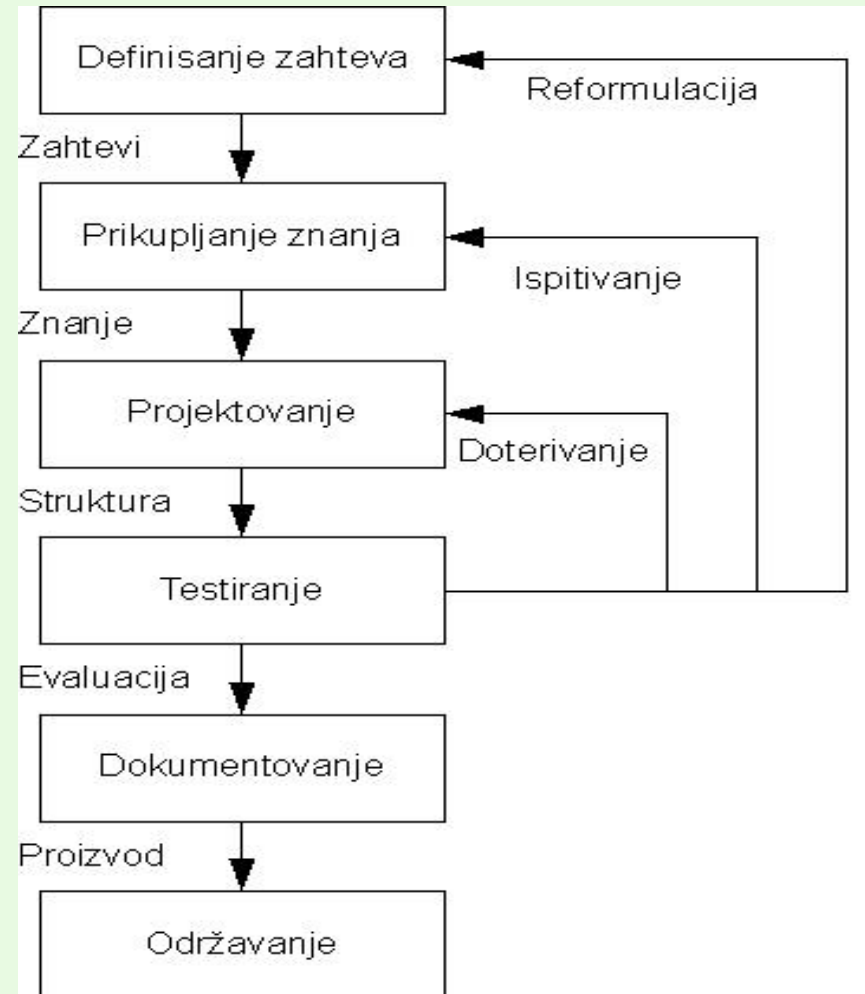 Definisanje zahteva
Reformulacija
Zahtevi
Prikupljanje znanja
Ispitivanje
Znanje
Projektovanje
Doterivanje
Struktura
Testiranje
Evaluacija
Dokumentovanje
Proizvod
Održavanje